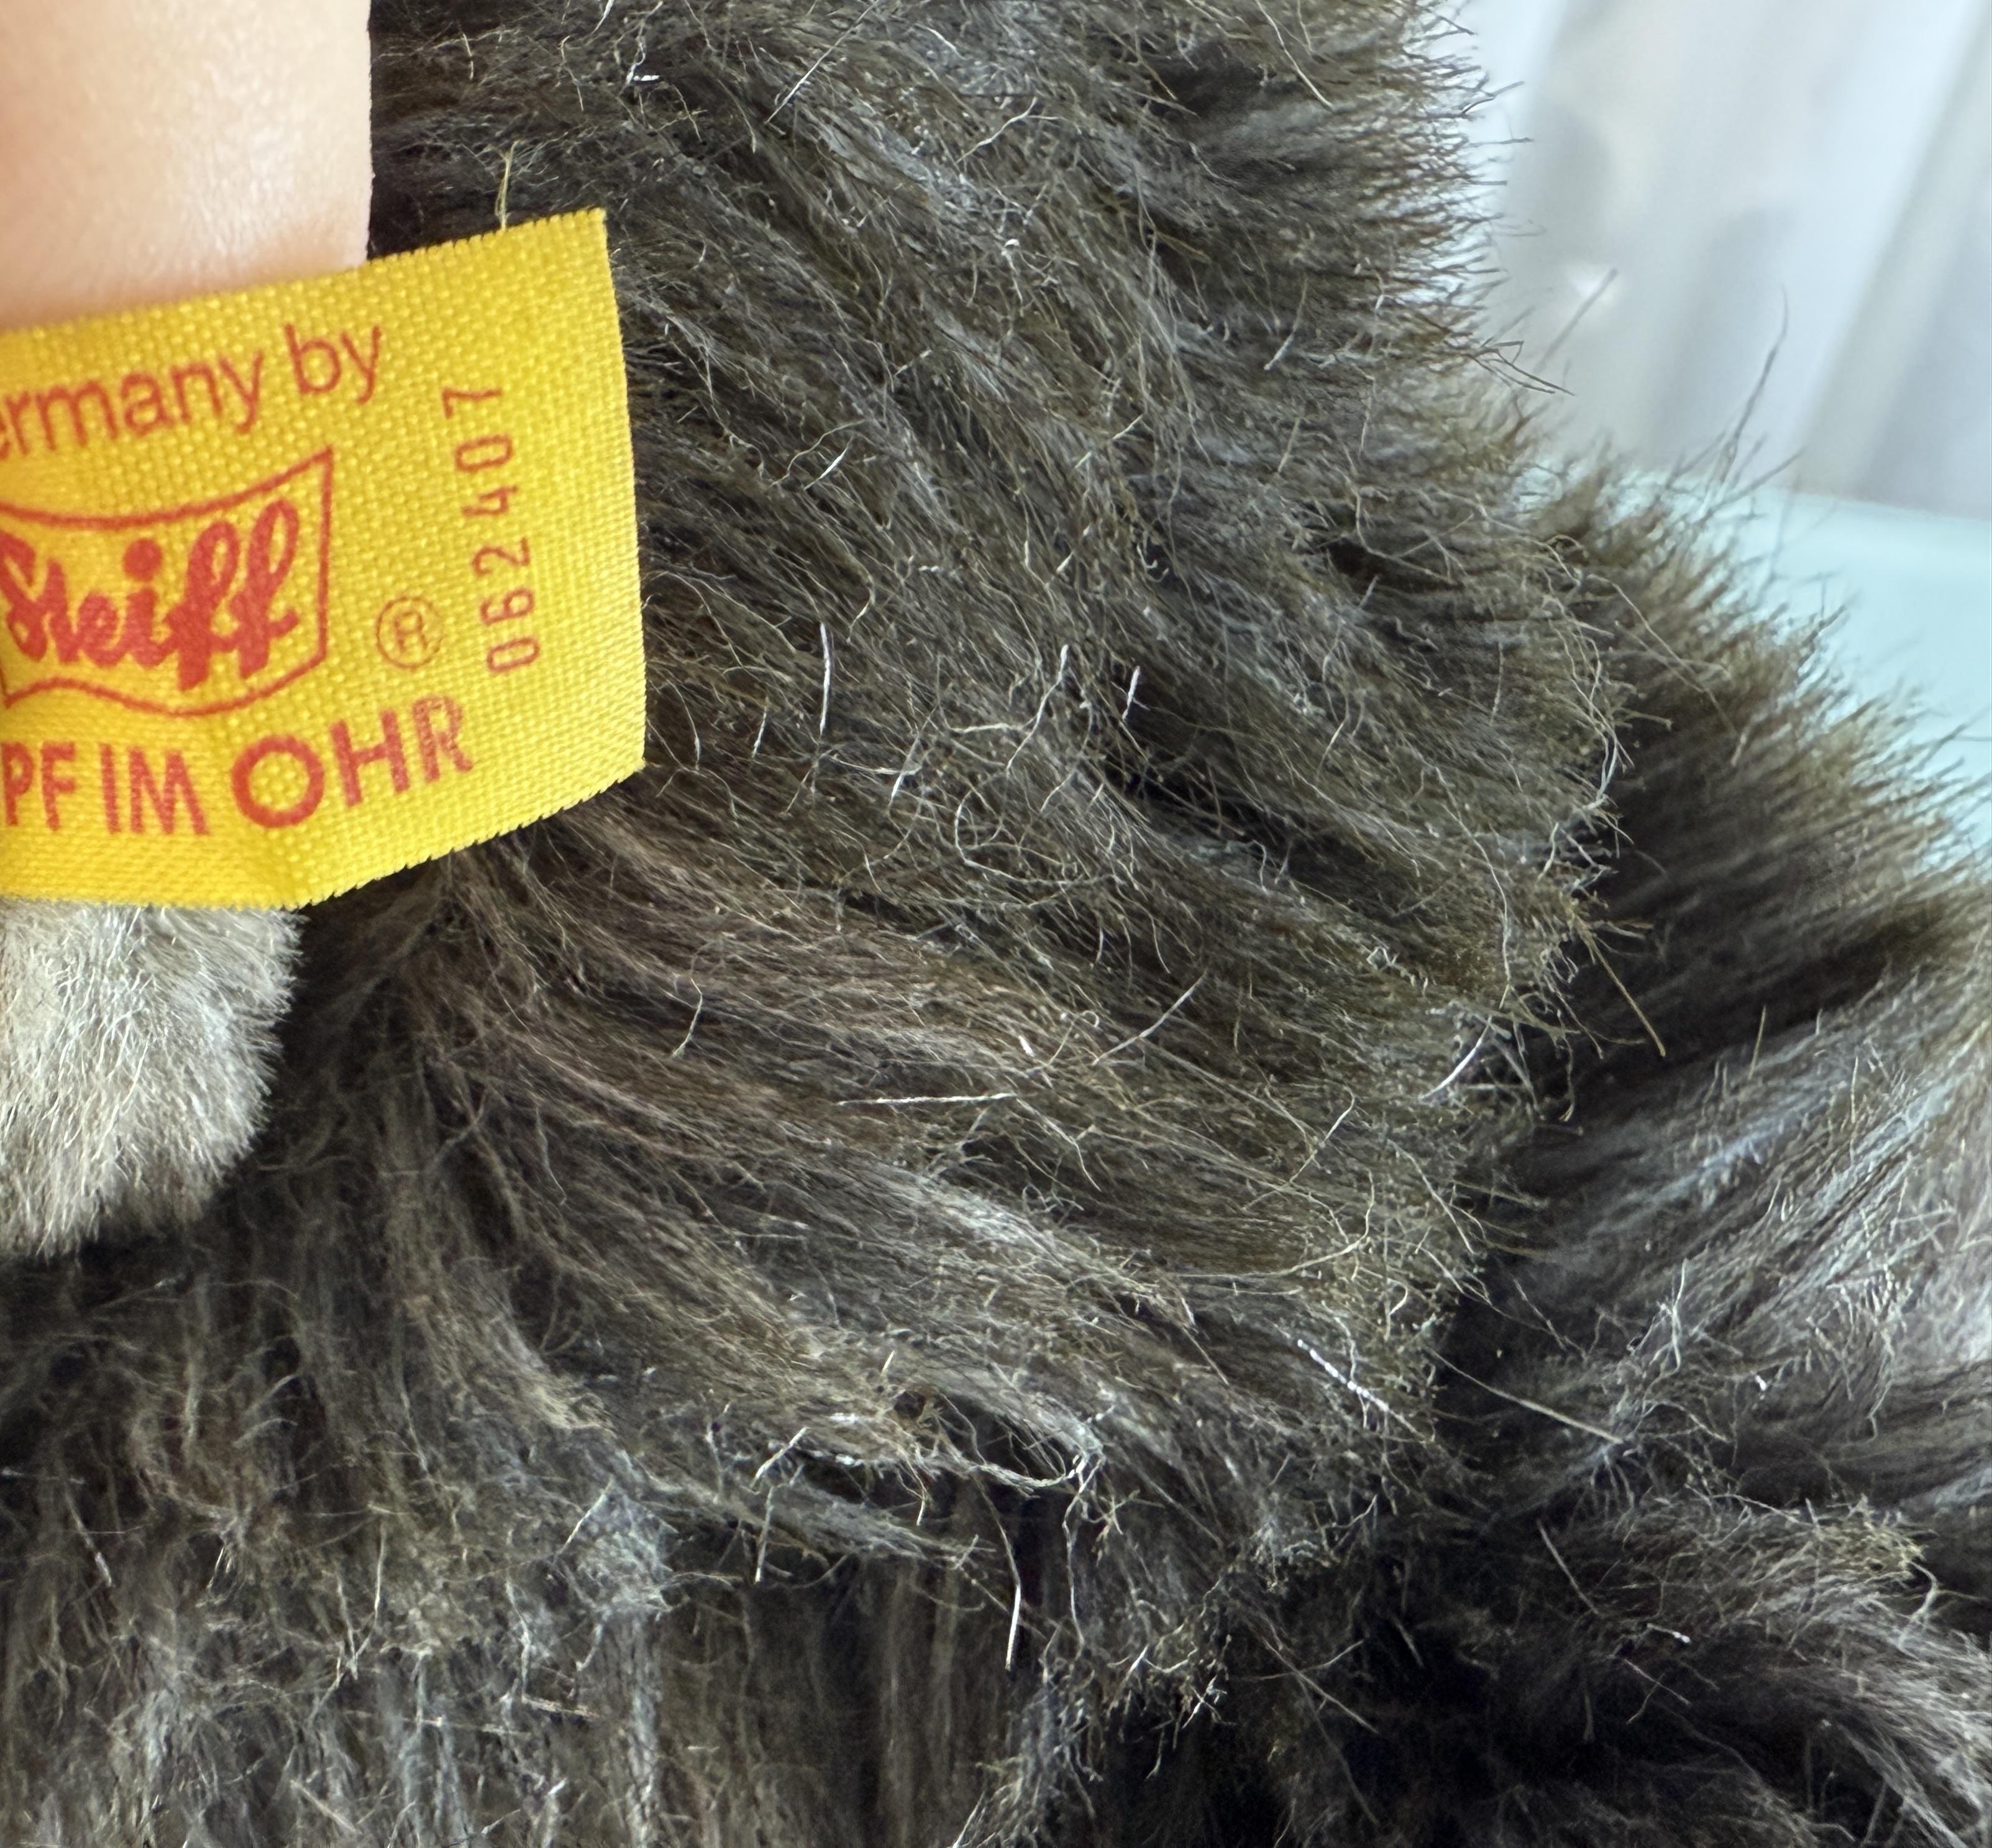 ermany by
Steiff
®
062407
PF IM OHR